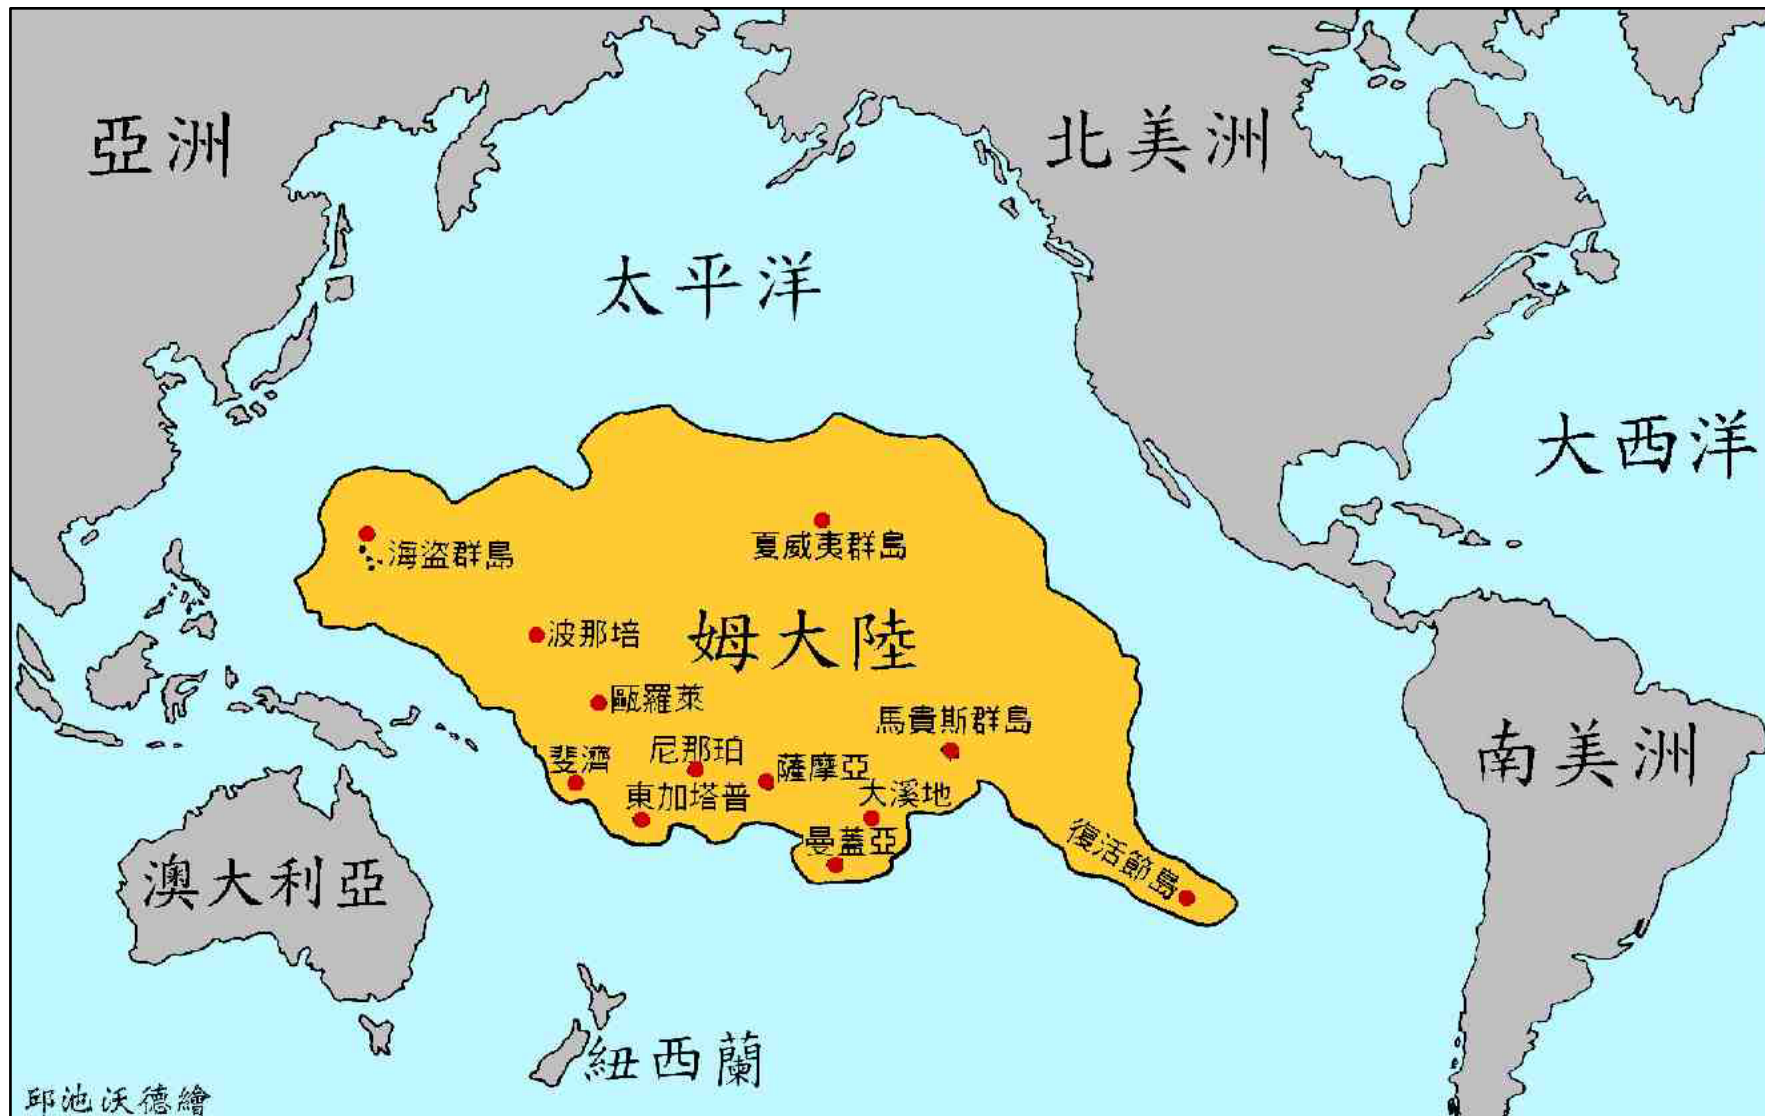 亞洲
北美洲
太平洋
大西洋
海盜群島
夏威夷群島
波那培
姆大陸
甌羅萊
馬貴斯群島
斐濟
尼那珀
薩摩亞
東加塔普
大溪地
曼蓋亞
復活節島
南美洲
澳大利亞
紐西蘭
邱池沃德繪